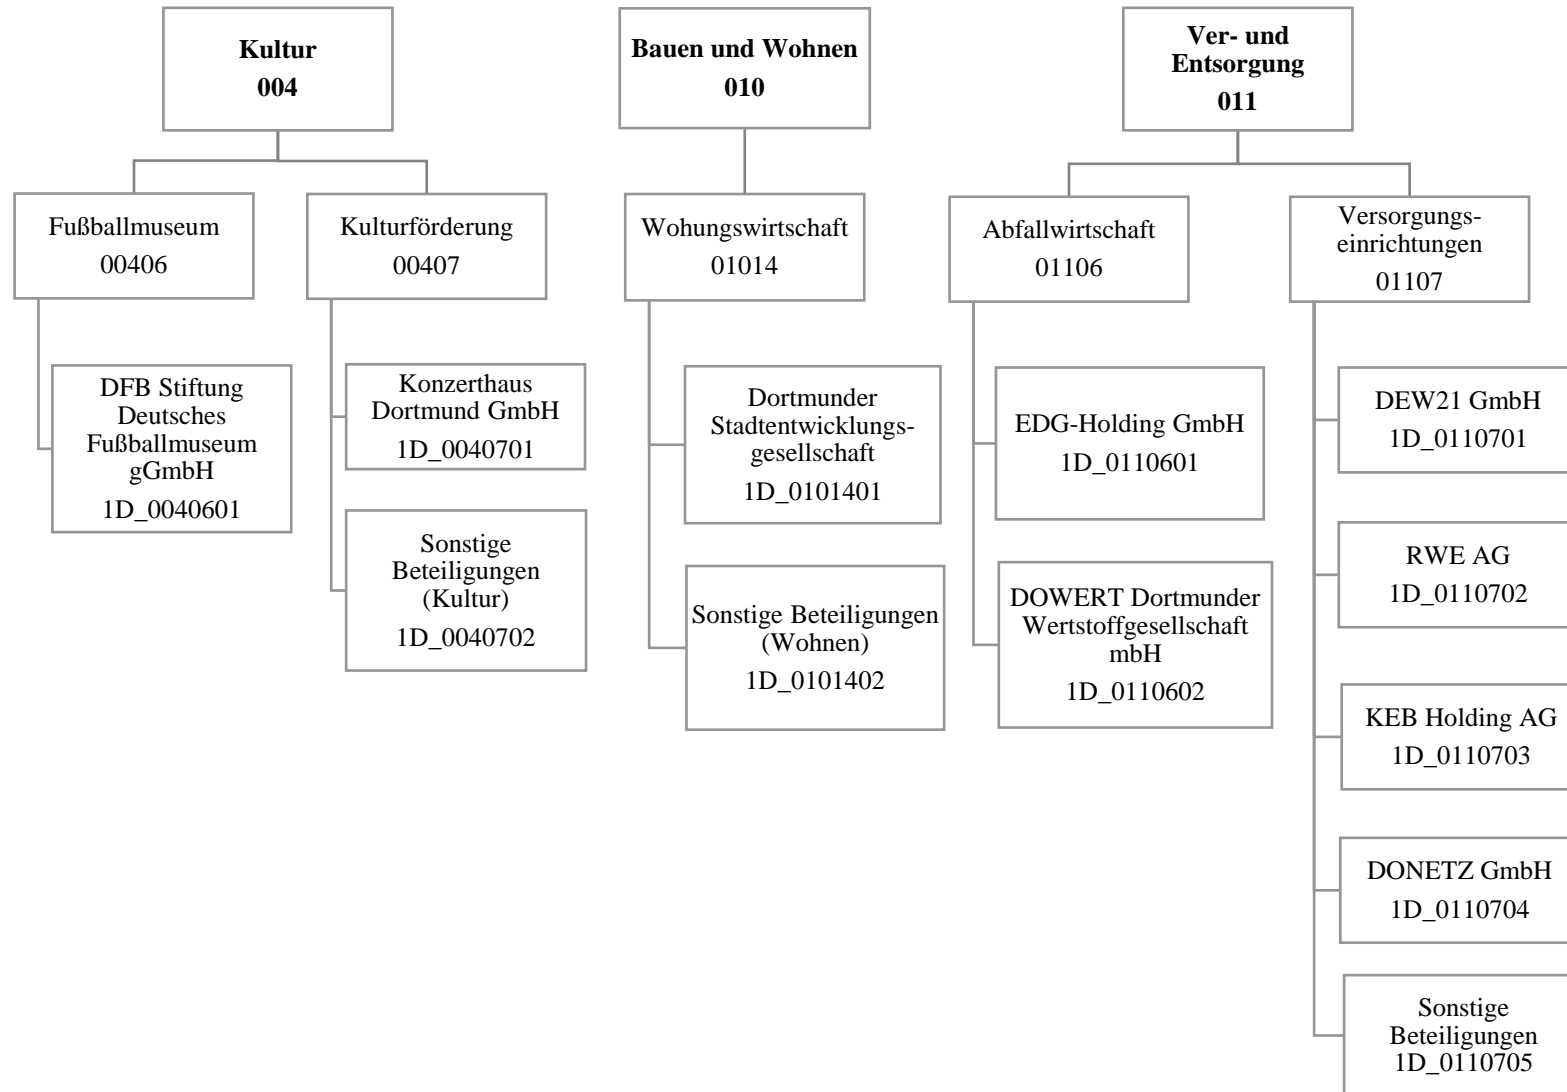 Kultur
004
Fußballmuseum
00406
DFB Stiftung
Deutsches
Fußballmuseum
gGmbH
1D_0040601
Kulturförderung
00407
Konzerthaus
Dortmund GmbH
1D_0040701
Sonstige
Beteiligungen
(Kultur)
1D_0040702
Bauen und Wohnen
010
Wohungswirtschaft
01014
Dortmunder
Stadtentwicklungs-
gesellschaft
1D_0101401
Sonstige Beteiligungen
(Wohnen)
1D_0101402
Ver- und
Entsorgung
011
Abfallwirtschaft
01106
EDG-Holding GmbH
1D_0110601
DOWERT Dortmunder
Wertstoffgesellschaft
mbH
1D_0110602
Versorgungs-
einrichtungen
01107
DEW21 GmbH
1D_0110701
RWE AG
1D_0110702
KEB Holding AG
1D_0110703
DONETZ GmbH
1D_0110704
Sonstige
Beteiligungen
1D_0110705